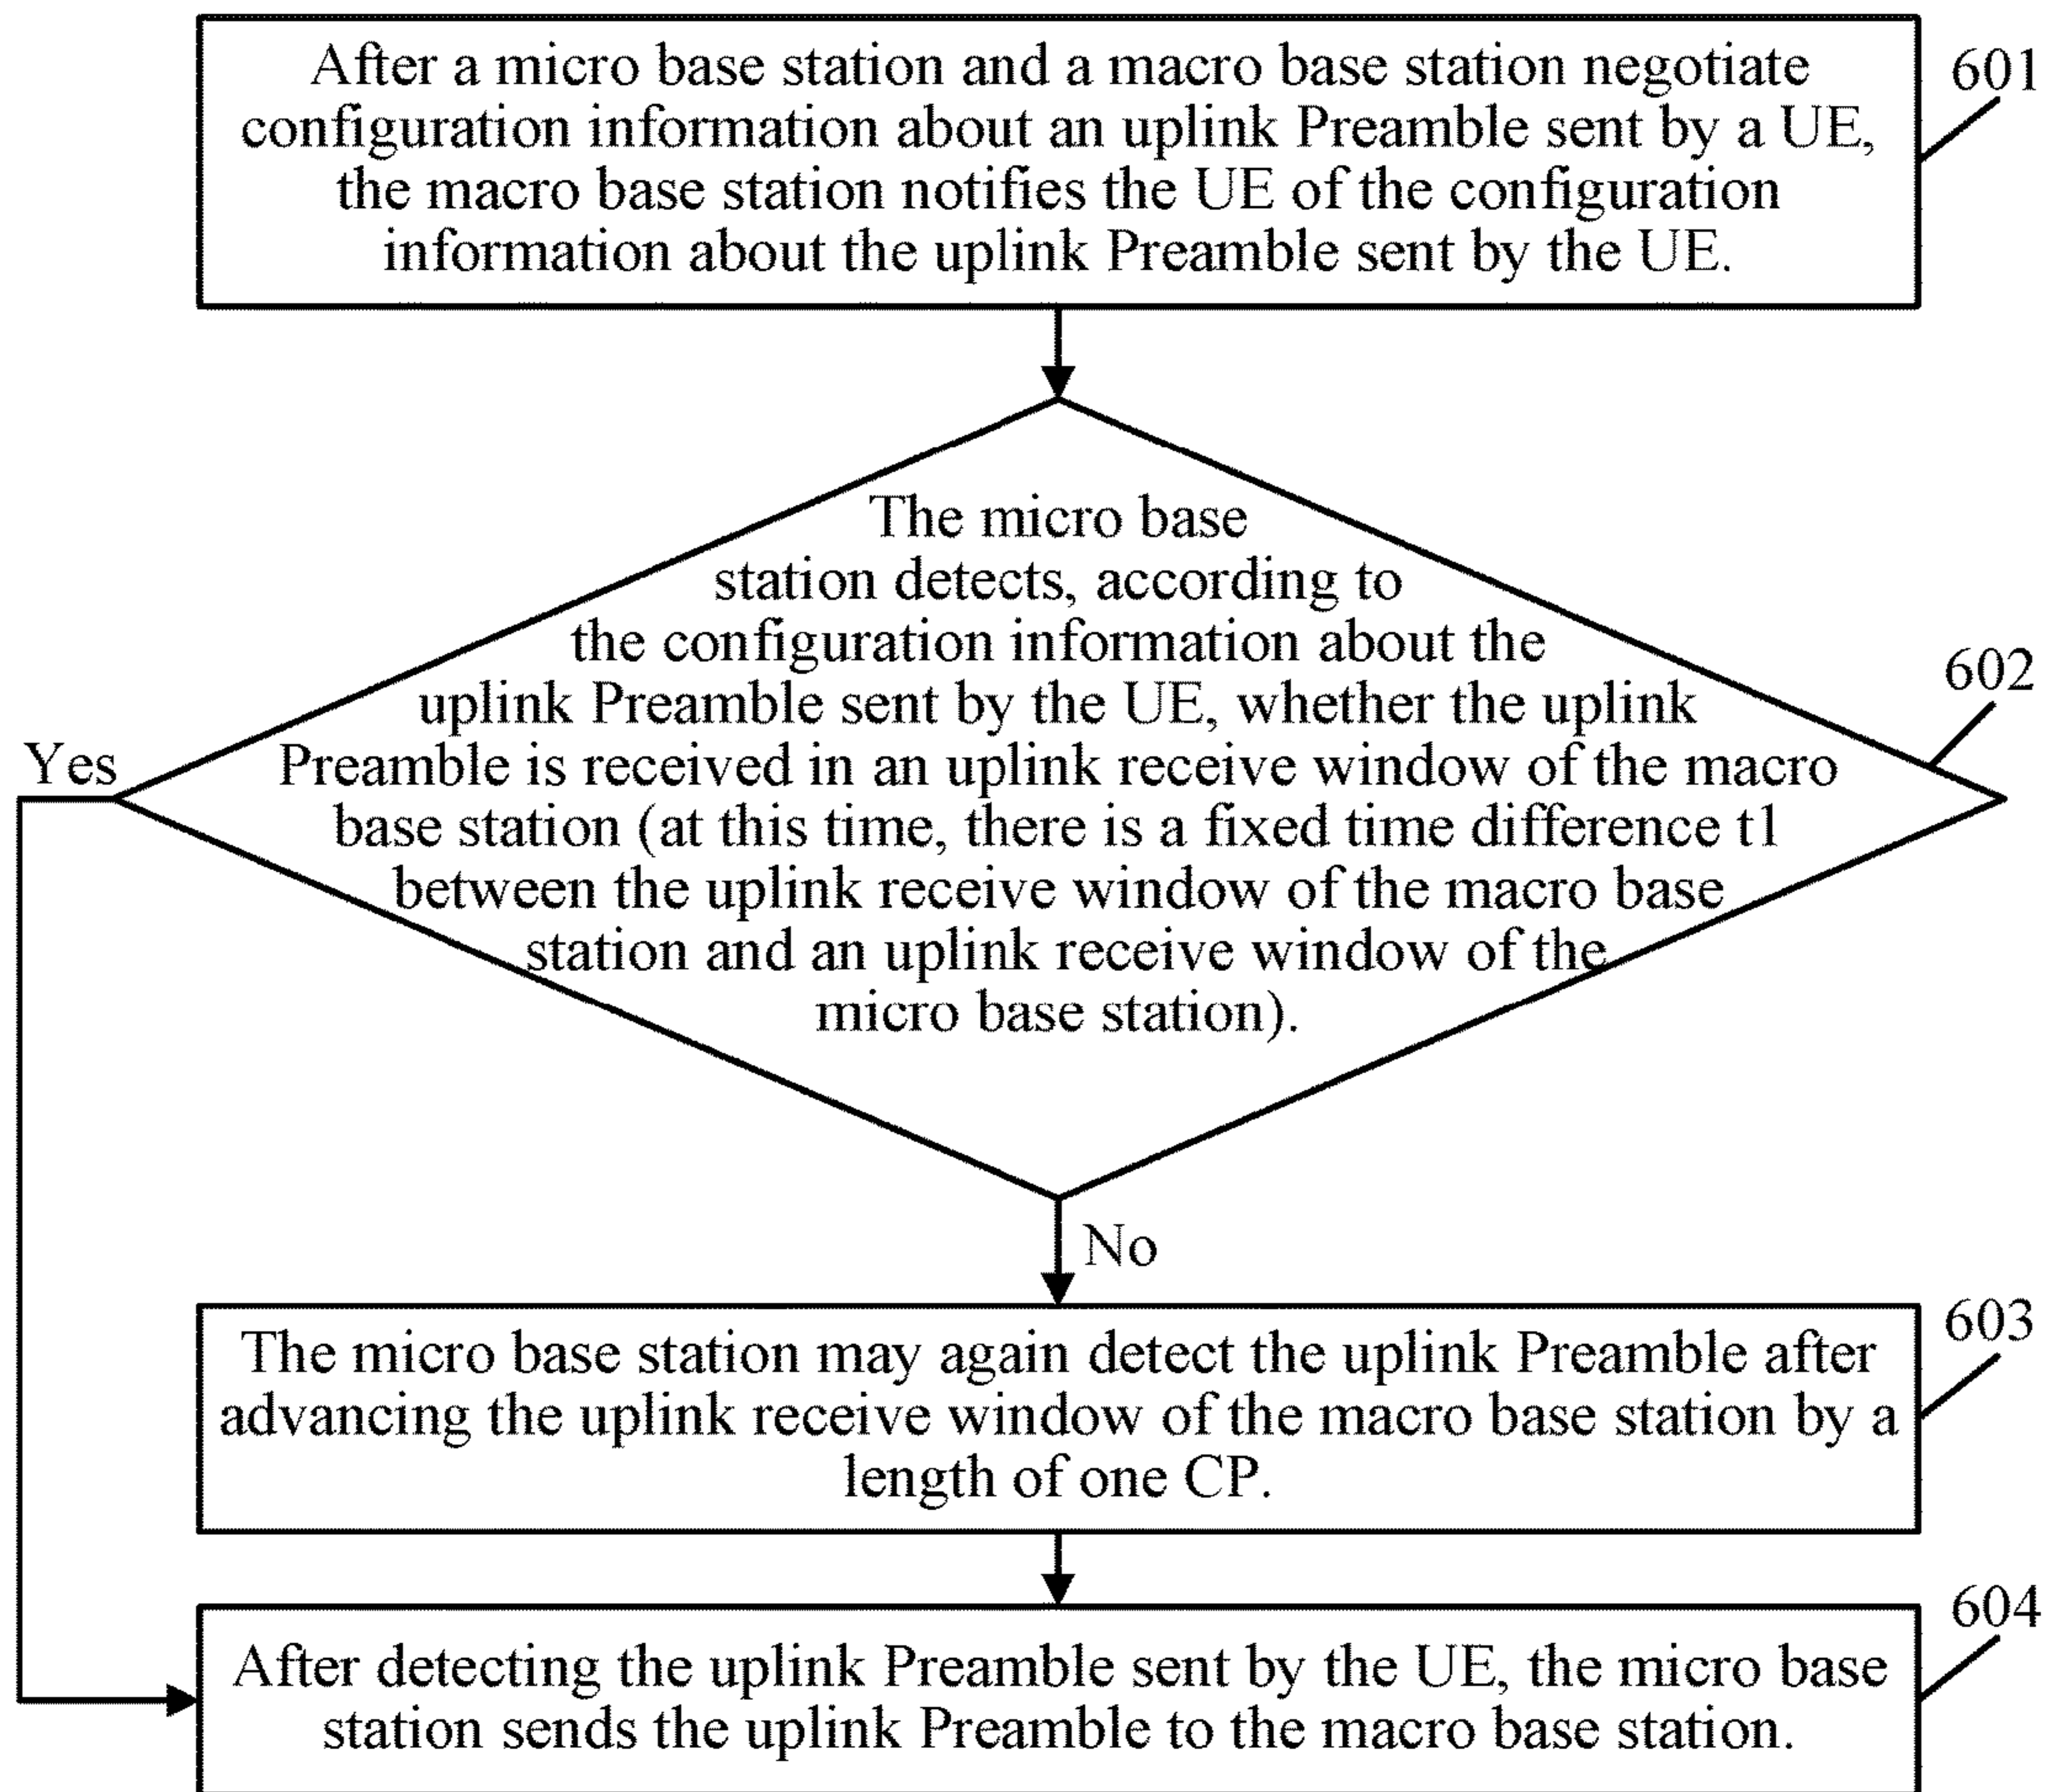 After a micro base station and a macro base station negotiate
configuration information about an uplink Preamble sent by a UE,
the macro base station notifies the UE of the configuration
information about the uplink Preamble sent by the UE.
601
The micro base
station detects, according to
the configuration information about the
uplink Preamble sent by the UE, whether the uplink
Preamble is received in an uplink receive window of the macro
base station (at this time, there is a fixed time difference t1
between the uplink receive window of the macro base
station and an uplink receive window of the
micro base station).
602
Yes
No
The micro base station may again detect the uplink Preamble after
advancing the uplink receive window of the macro base station by a
length of one CP.
603
After detecting the uplink Preamble sent by the UE, the micro base
station sends the uplink Preamble to the macro base station.
604